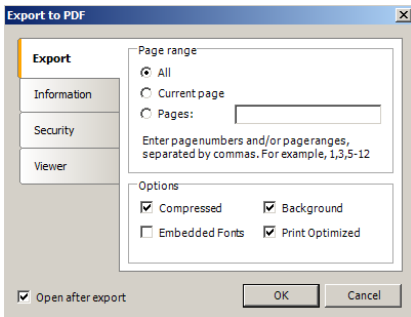 Export to PDF
Export
Information
Security
Viewer
Page range
All
Current page
Pages:
Enter pagenumbers and/or pageranges,
separated by commas. For example, 1,3,5-12
Options
Compressed
Background
Embedded Fonts
Print Optimized
Open after export
OK
Cancel